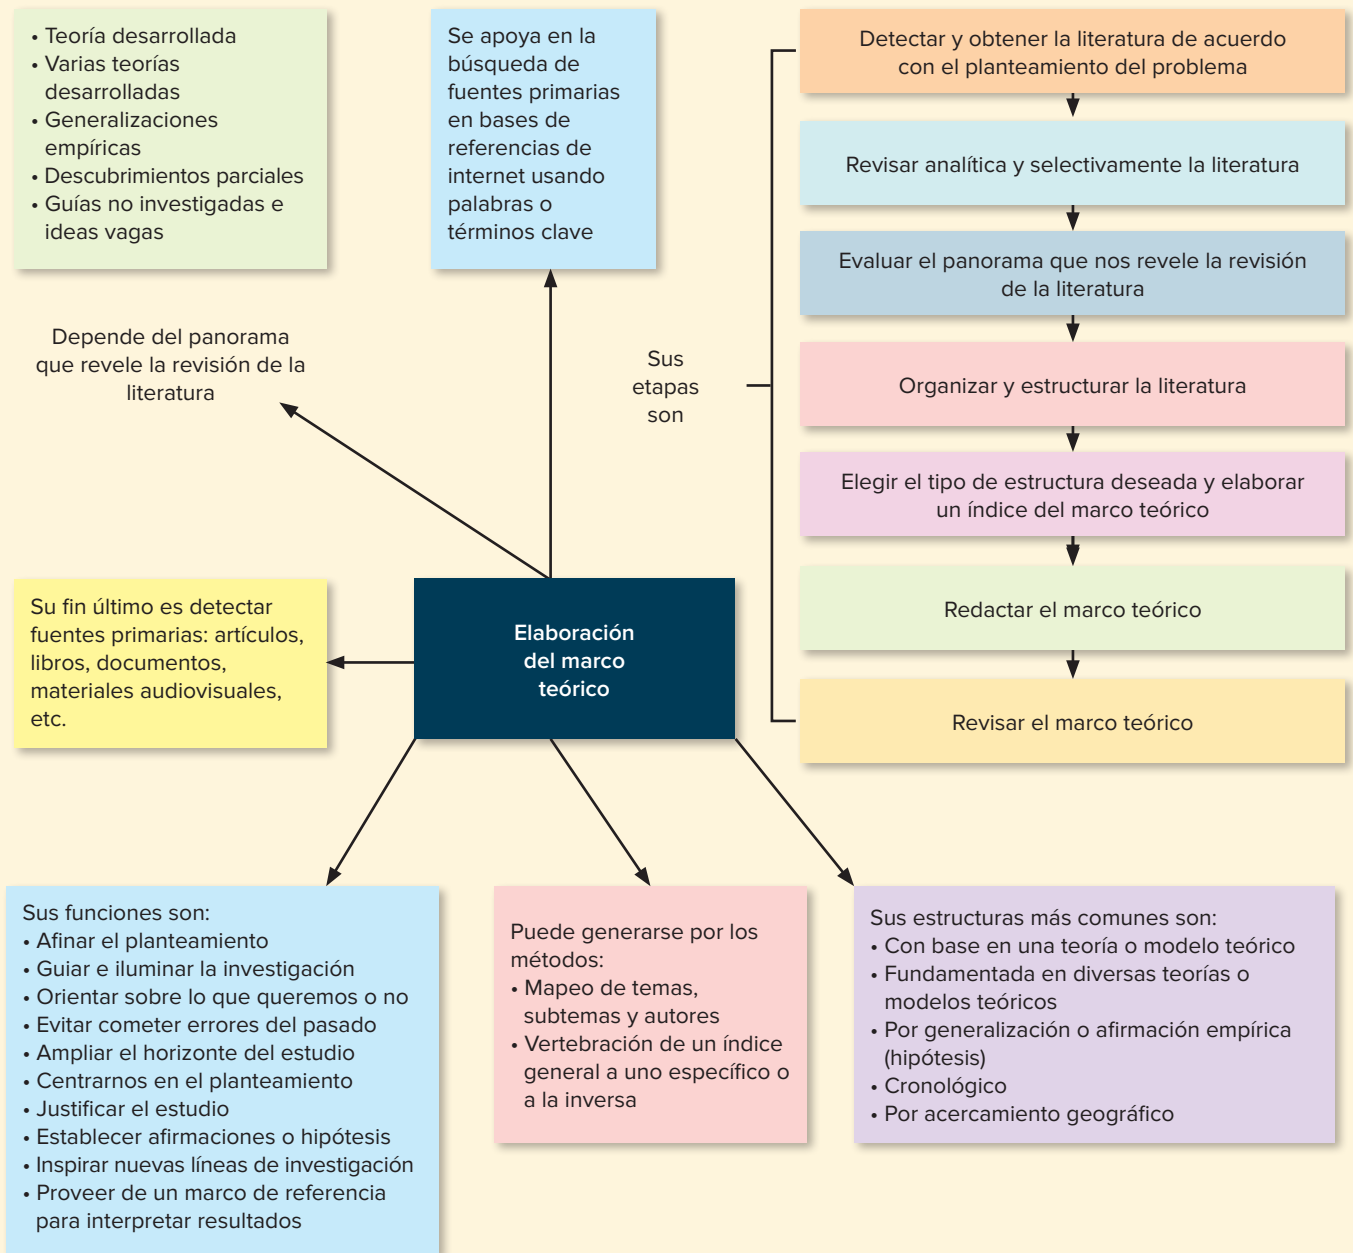 • Teoría desarrollada
• Varias teorías
desarrolladas
• Generalizaciones
empíricas
• Descubrimientos parciales
• Guías no investigadas e
ideas vagas
Se apoya en la
búsqueda de
fuentes primarias
en bases de
referencias de
internet usando
palabras o
términos clave
Depende del panorama
que revele la revisión de la
literatura
Sus
etapas
son
Detectar y obtener la literatura de acuerdo
con el planteamiento del problema
Revisar analítica y selectivamente la literatura
Evaluar el panorama que nos revele la revisión
de la literatura
Organizar y estructurar la literatura
Elegir el tipo de estructura deseada y elaborar
un índice del marco teórico
Redactar el marco teórico
Revisar el marco teórico
Su fin último es detectar
fuentes primarias: artículos,
libros, documentos,
materiales audiovisuales,
etc.
Elaboración
del marco
teórico
Sus funciones son:
• Afinar el planteamiento
• Guiar e iluminar la investigación
• Orientar sobre lo que queremos o no
• Evitar cometer errores del pasado
• Ampliar el horizonte del estudio
• Centrarnos en el planteamiento
• Justificar el estudio
• Establecer afirmaciones o hipótesis
• Inspirar nuevas líneas de investigación
• Proveer de un marco de referencia
para interpretar resultados
Puede generarse por los
métodos:
• Mapeo de temas,
subtemas y autores
• Vertebración de un índice
general a uno específico o
a la inversa
Sus estructuras más comunes son:
• Con base en una teoría o modelo teórico
• Fundamentada en diversas teorías o
modelos teóricos
• Por generalización o afirmación empírica
(hipótesis)
• Cronológico
• Por acercamiento geográfico